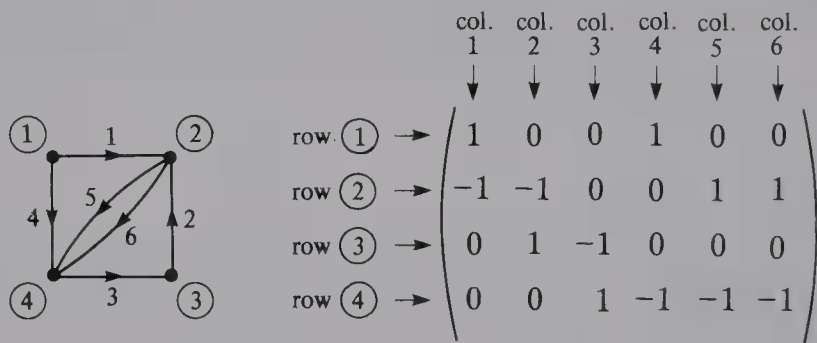 col. col. col. col. col. col.
1 2 3 4 5 6
① 1 ②
4 5 6 2
④ 3 ③
row ① 1 0 0 1 0 0
row ② -1 -1 0 0 1 1
row ③ 0 1 -1 0 0 0
row ④ 0 0 1 -1 -1 -1